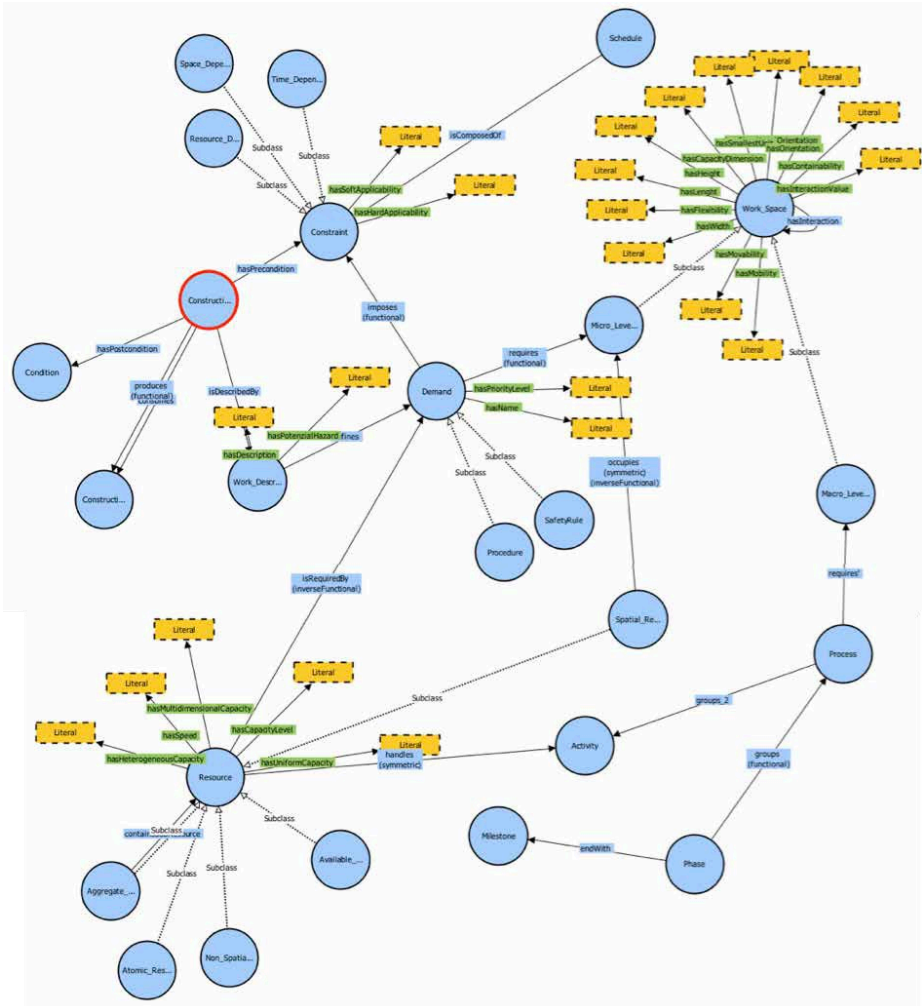 Schedule
Space_Depe...
Time_Depen...
Literal
Literal
Literal
Literal
Literal
Literal
Resource_D...
Subclass
Literal
isComposedOf
Literal
Subclass
Orientation
hasSmallestU
hasOrientation
Literal
hasCapacityDimension
hasContainability
Subclass
hasHeight
Literal
Literal
hasSoftApplicability
hasInteractionValue
hasLenght
Literal
hasHardApplicability
Work_Space
Literal
hasFlexibility
hasInteraction
Constraint
hasWidth
Literal
hasMovability
hasPrecondition
Subclass
hasMobility
Constructi...
imposes
(functional)
Literal
Micro_Leve...
hasPostcondition
Literal
requires
(functional)
Subclass
Condition
produces
(functional)
isDescribedBy
Literal
Demand
hasPriorityLevel
Literal
hasName
Literal
Literal
hasPotenzialHazard
fines
hasDescription
Subclass
occupies
(symmetric)
(inverseFunctional)
Work_Descr...
Subclass
Constructi...
Macro_Leve...
SafetyRule
Procedure
isRequiredBy
(inverseFunctional)
requires'
Spatial_Re...
Literal
Process
Literal
Literal
Subclass
groups_2
hasMultidimensionalCapacity
hasCapacityLevel
Literal
hasSpeed
Literal
Activity
hasHeterogeneousCapacity
hasUniformCapacity
handles
(symmetric)
groups
(functional)
Resource
Subclass
Subclass
Milestone
endWith
Phase
Available_...
Subclass
Subclass
Aggregate_...
Atomic_Res...
Non_Spatia...